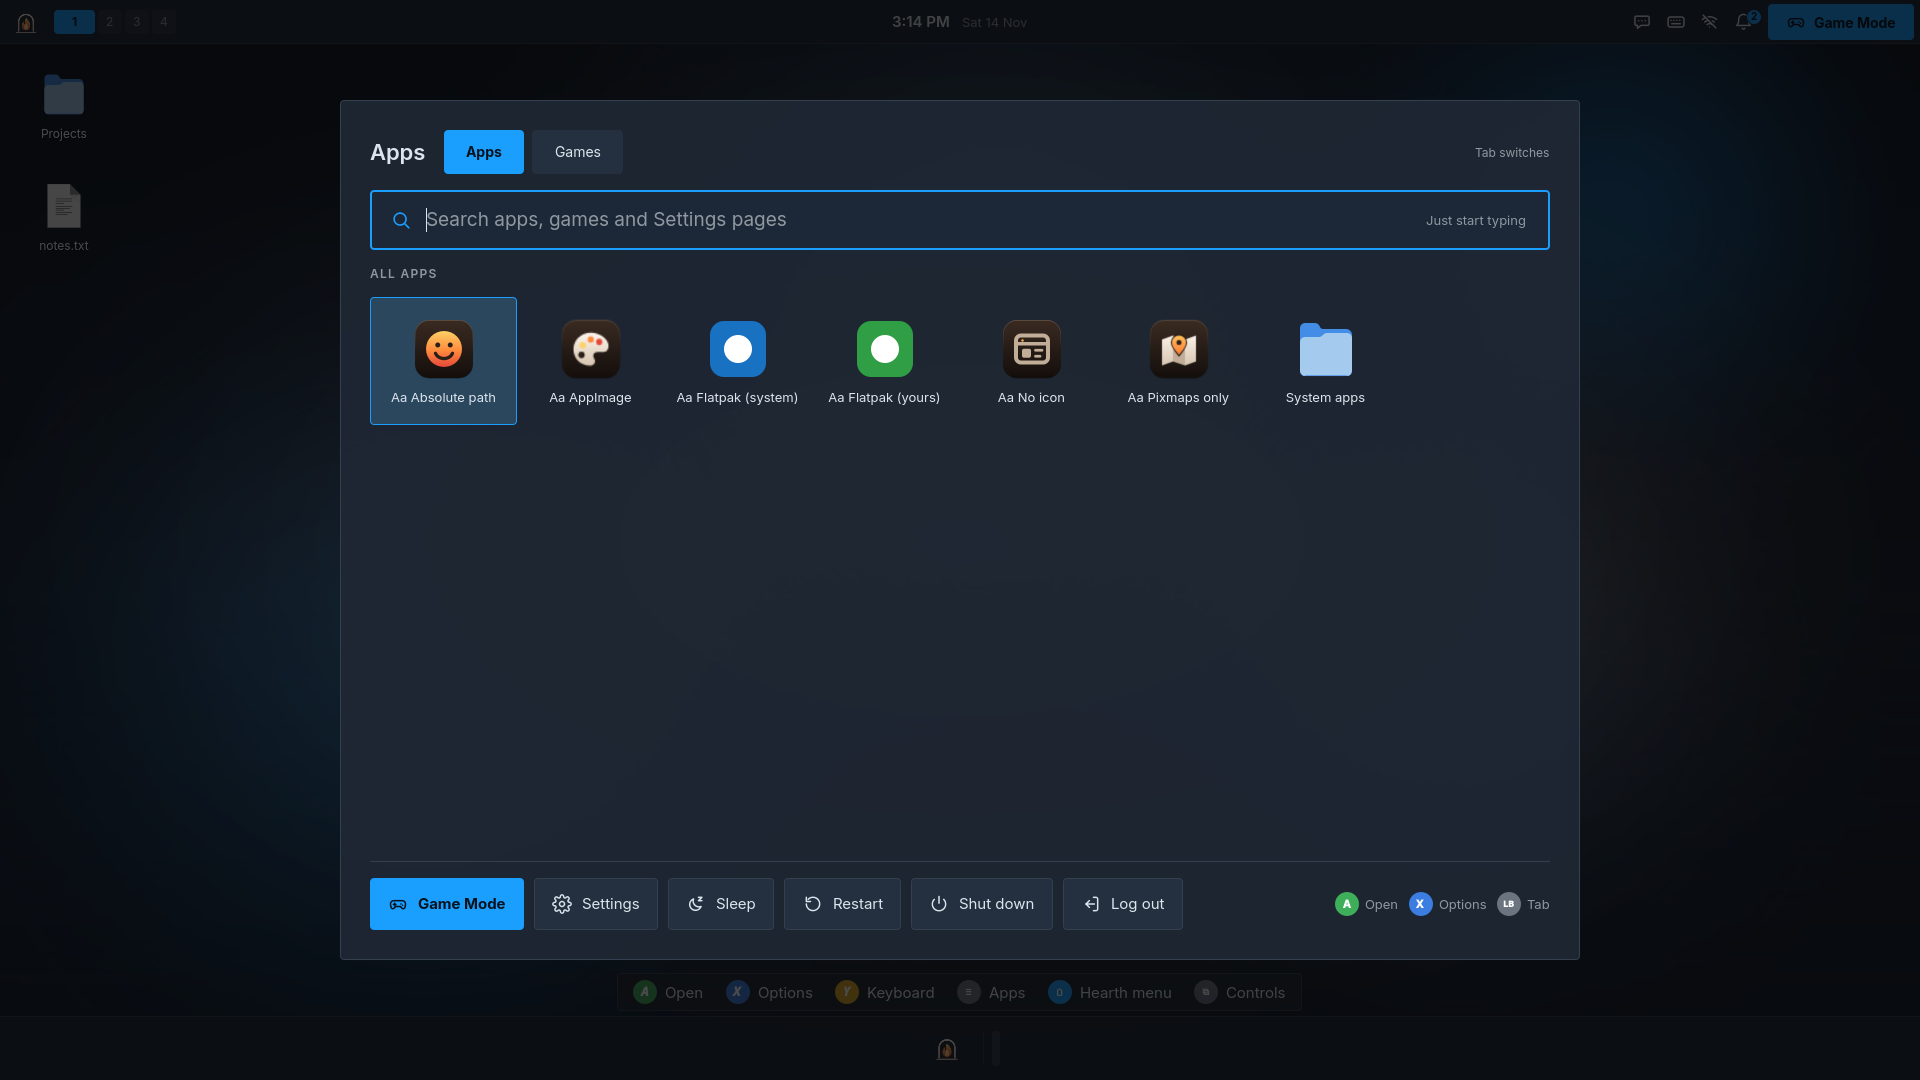 1 2 3 4
3:14 PM Sat 14 Nov
2
Game Mode
Projects
notes.txt
Apps
Apps
Games
Tab switches
Search apps, games and Settings pages
Just start typing
ALL APPS
Aa Absolute path
Aa AppImage
Aa Flatpak (system)
Aa Flatpak (yours)
Aa No icon
Aa Pixmaps only
System apps
Game Mode
Settings
Sleep
Restart
Shut down
Log out
A Open
X Options
LB Tab
A Open
X Options
Y Keyboard
Apps
Hearth menu
Controls